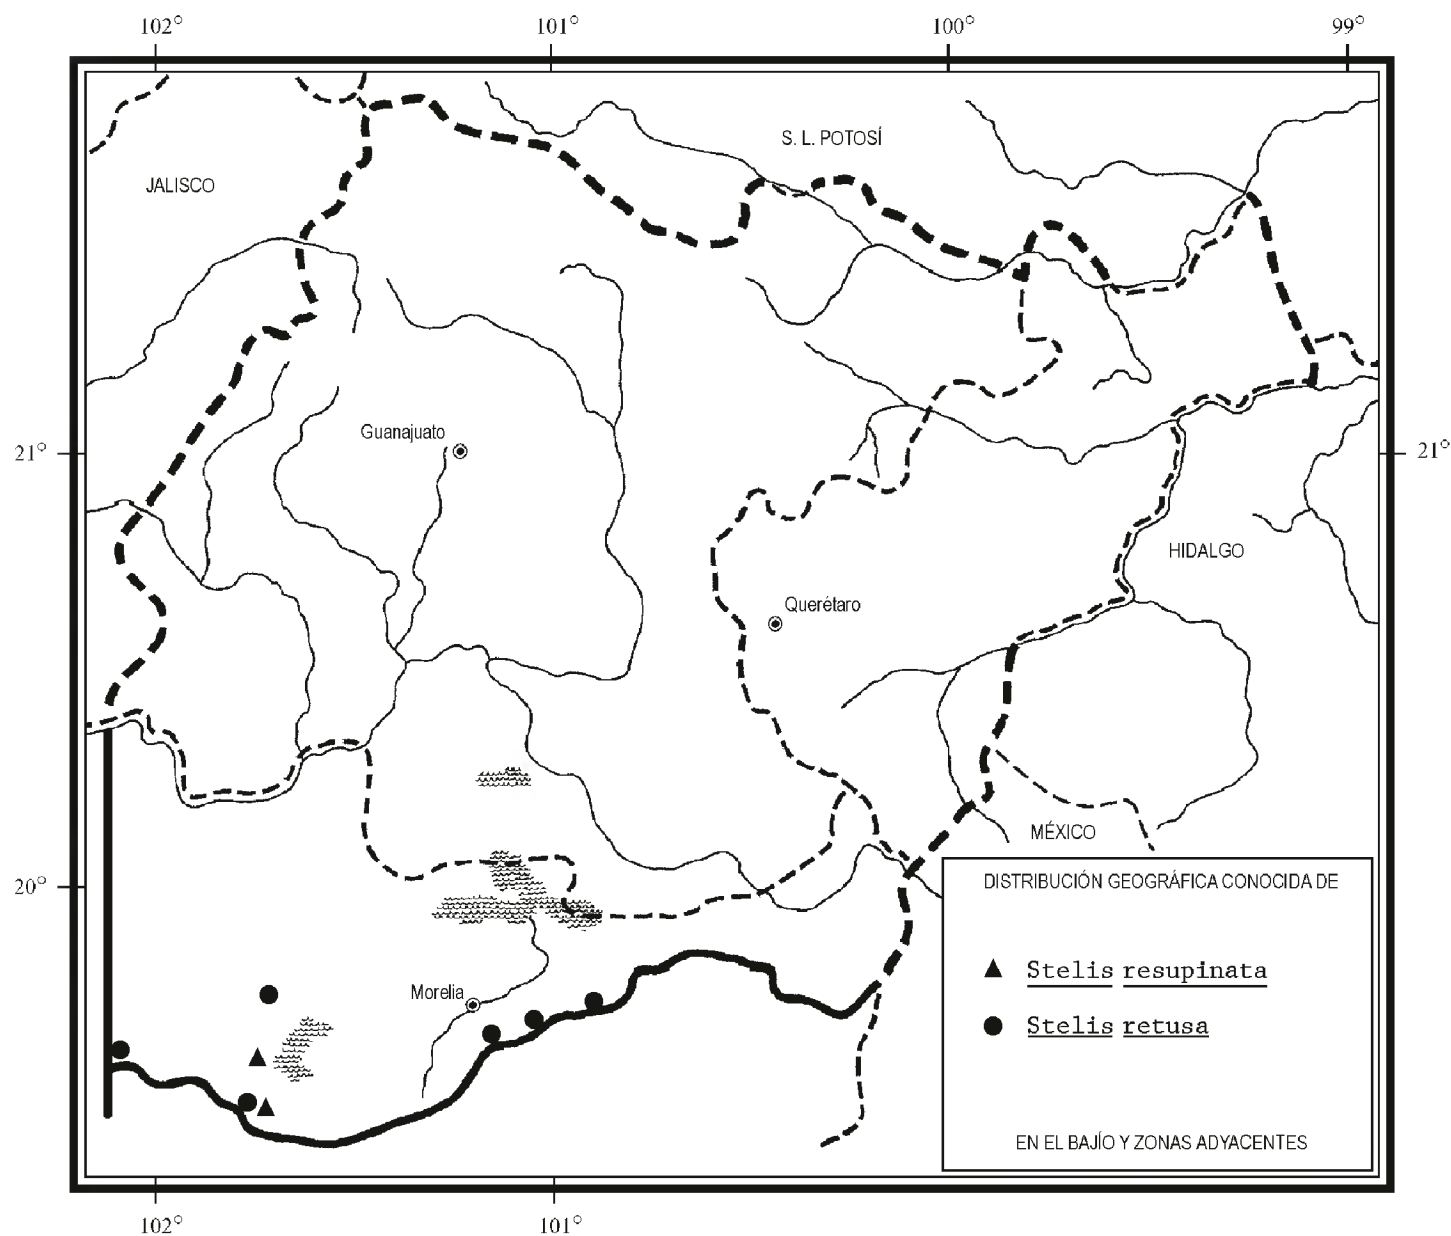 102° 101° 100° 99°
S. L. POTOSÍ
JALISCO
Guanajuato
21° 21°
HIDALGO
Querétaro
MÉXICO
20°
DISTRIBUCIÓN GEOGRÁFICA CONOCIDA DE
Stelis resupinata
Morelia
Stelis retusa
EN EL BAJÍO Y ZONAS ADYACENTES
102° 101°